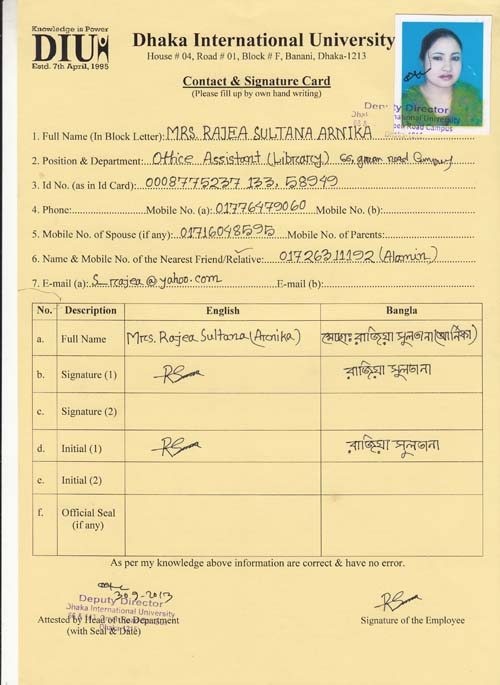 Knowledge is Power
DIU
Estd. 7th April, 1995
Dhaka International University
House # 04, Road # 01, Block # F, Banani, Dhaka-1213
Contact & Signature Card
(Please fill up by own hand writing)
Deputy Director
national University
Road Campus
1. Full Name (In Block Letter): MRS. RAJEA SULTANA ARNIKA
2. Position & Department: Office Assistant (Library) 66, green road Campus
3. Id No. (as in Id Card): 0008775237 133, 58949
4. Phone: Mobile No. (a): 01776479060 Mobile No. (b):
5. Mobile No. of Spouse (if any): 01716048595 Mobile No. of Parents:
6. Name & Mobile No. of the Nearest Friend/Relative: 01726311192 (Alamin)
7. E-mail (a): S_rajea@yahoo.com E-mail (b):
No. Description English Bangla
a. Full Name Mrs. Rajea Sultana (Arnika) মোছাঃ রাজিয়া সুলতানা (আর্নিকা)
b. Signature (1) RS রাজিয়া সুলতানা
c. Signature (2)
d. Initial (1) RS রাজিয়া সুলতানা
e. Initial (2)
f. Official Seal
(if any)
As per my knowledge above information are correct & have no error.
30.9.2013
Deputy Director
Dhaka International University
Attested by Head of the Department
Dhaka-1215
(with Seal & Date)
RS
Signature of the Employee